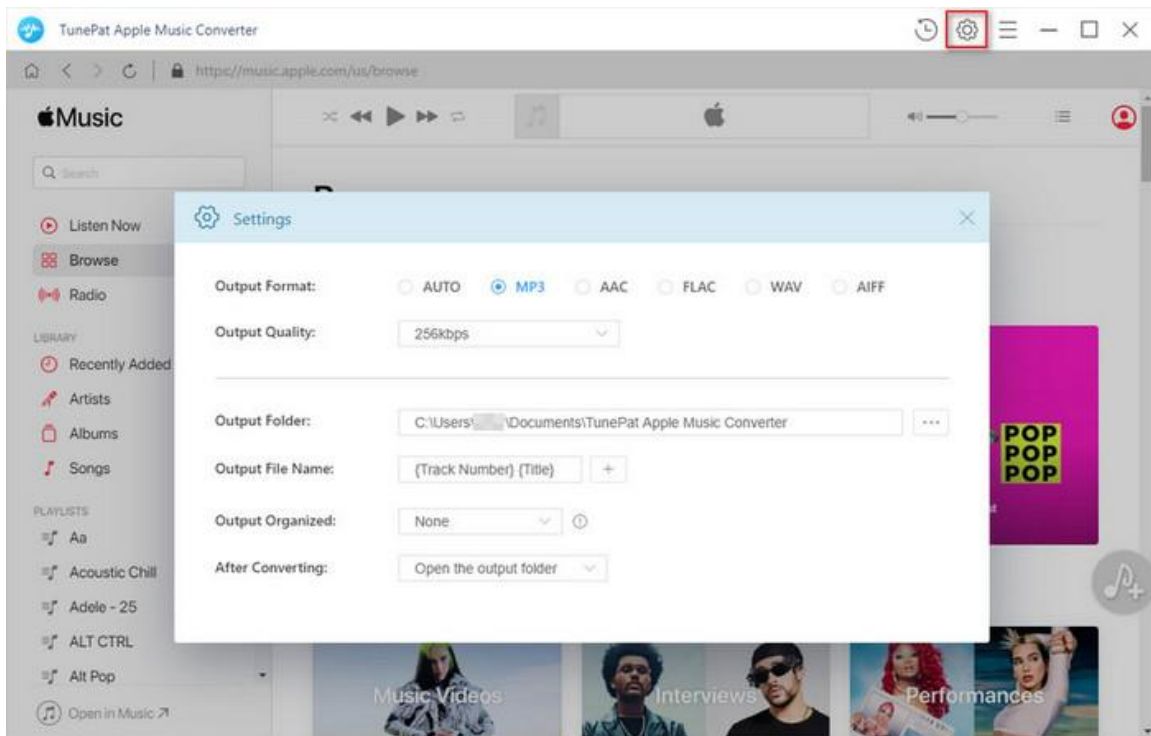 TunePat Apple Music Converter
https://music.apple.com/us/browse
Music
Search
Listen Now
Browse
Radio
LIBRARY
Recently Added
Artists
Albums
Songs
PLAYLISTS
Aa
Acoustic Chill
Adele - 25
ALT CTRL
Alt Pop
Open in Music
Settings
Output Format:
AUTO MP3 AAC FLAC WAV AIFF
Output Quality:
256kbps
Output Folder:
C:\Users\ \Documents\TunePat Apple Music Converter
...
Output File Name:
{Track Number} {Title}
+
Output Organized:
None
After Converting:
Open the output folder
POP
POP
POP
Music Videos
Interviews
Performances